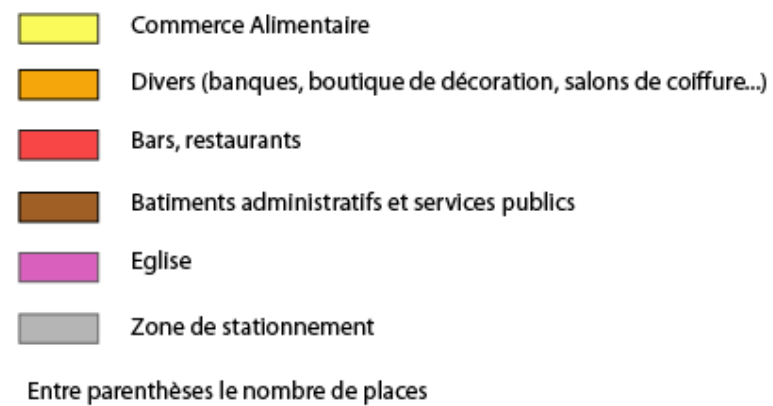 Commerce Alimentaire
Divers (banques, boutique de décoration, salons de coiffure...)
Bars, restaurants
Batiments administratifs et services publics
Eglise
Zone de stationnement
Entre parenthèses le nombre de places